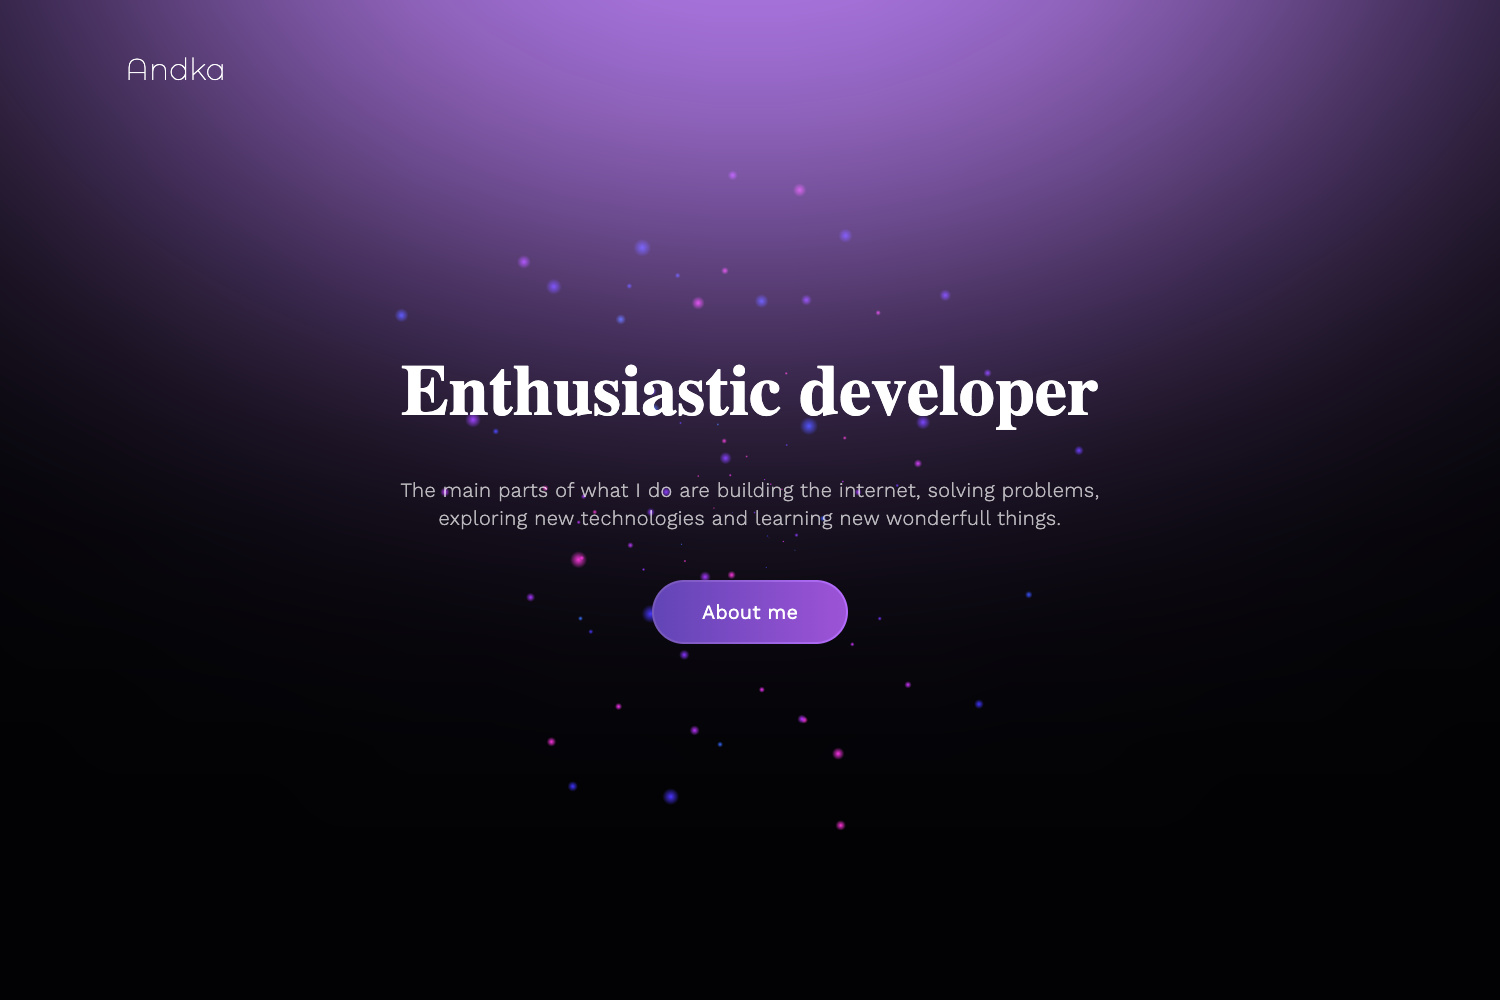 Andka
Enthusiastic developer
The main parts of what I do are building the internet, solving problems,
exploring new technologies and learning new wonderfull things.
About me